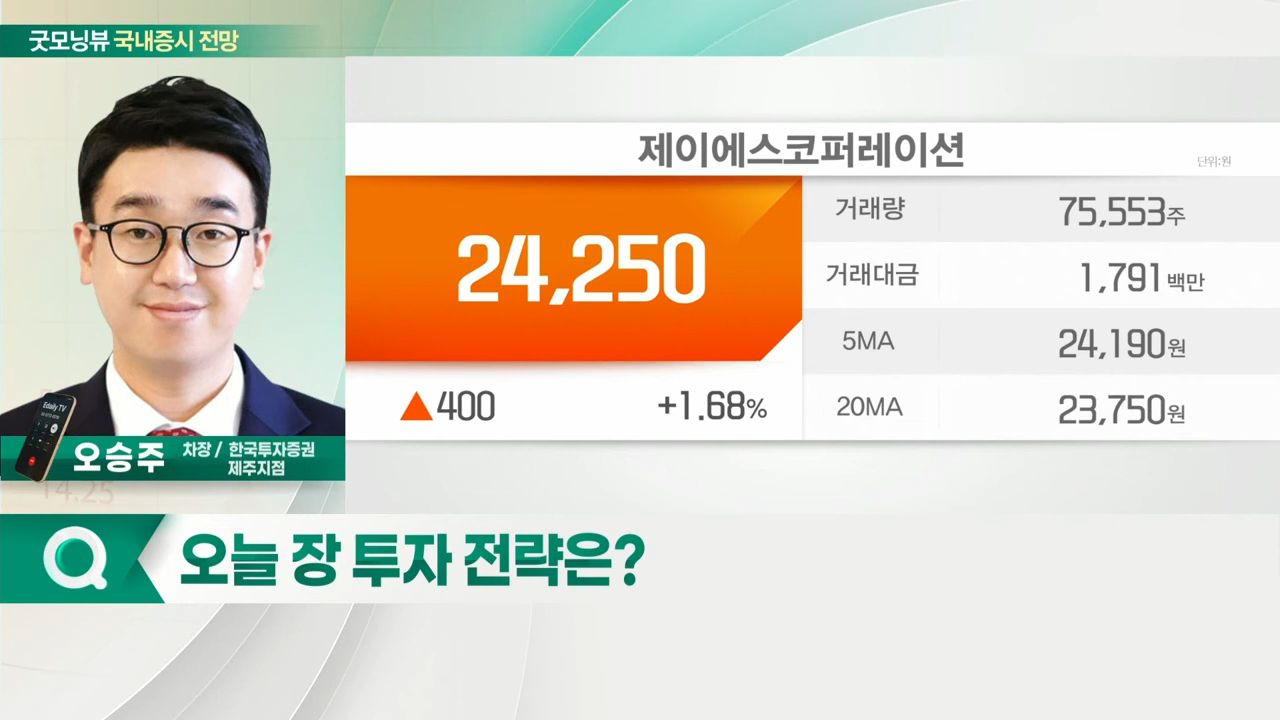 굿모닝뷰 국내증시 전망
제이에스코퍼레이션
단위:원
24,250
▲400 +1.68%
거래량 75,553주
거래대금 1,791백만
5MA 24,190원
20MA 23,750원
Edaily TV
오승주 차장 / 한국투자증권
제주지점
14.25
Q 오늘 장 투자 전략은?